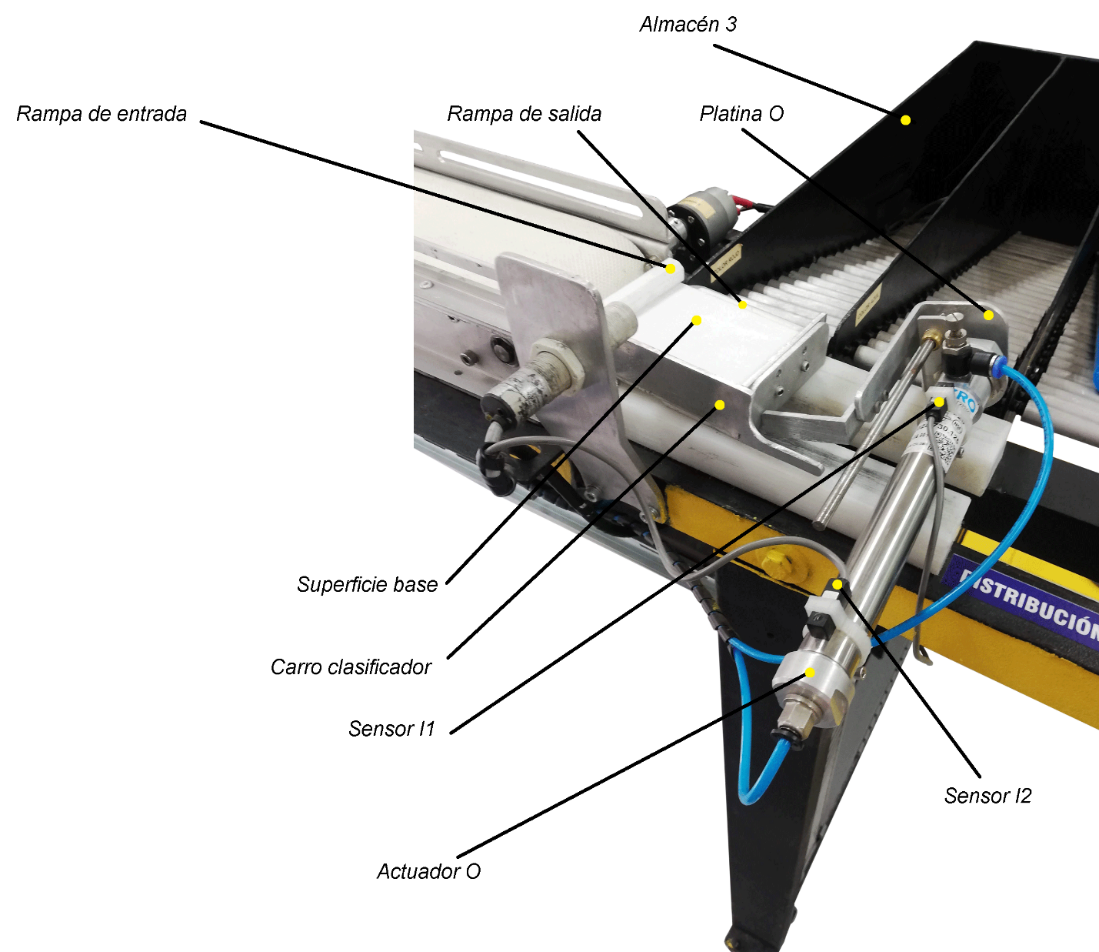 Almacén 3
Rampa de entrada
Rampa de salida
Platina O
Superficie base
DISTRIBUCIÓN
Carro clasificador
Sensor I1
Sensor I2
Actuador O